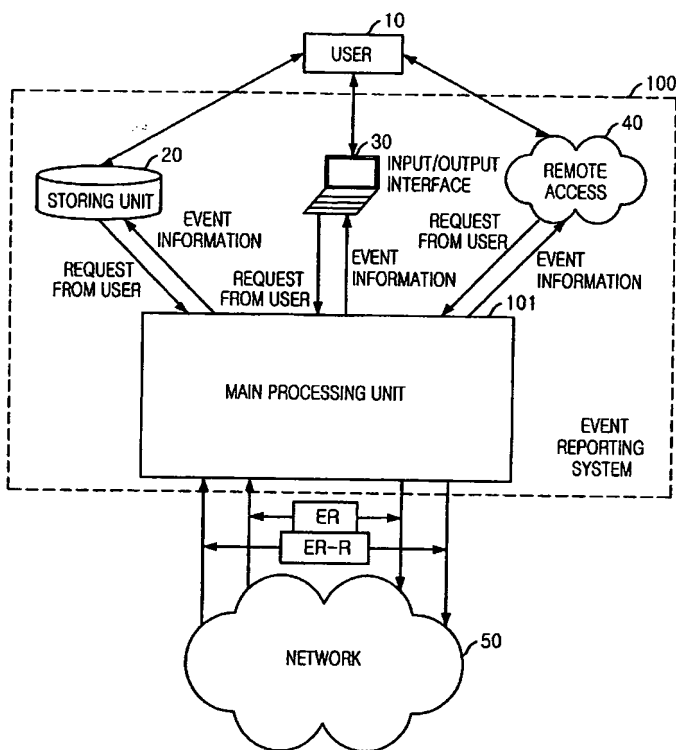 10
USER
100
20
STORING UNIT
30
INPUT/OUTPUT
INTERFACE
40
REMOTE
ACCESS
EVENT
INFORMATION
REQUEST
FROM USER
REQUEST
FROM USER
EVENT
INFORMATION
REQUEST
FROM USER
EVENT
INFORMATION
101
MAIN PROCESSING UNIT
EVENT
REPORTING
SYSTEM
ER
ER-R
NETWORK
50